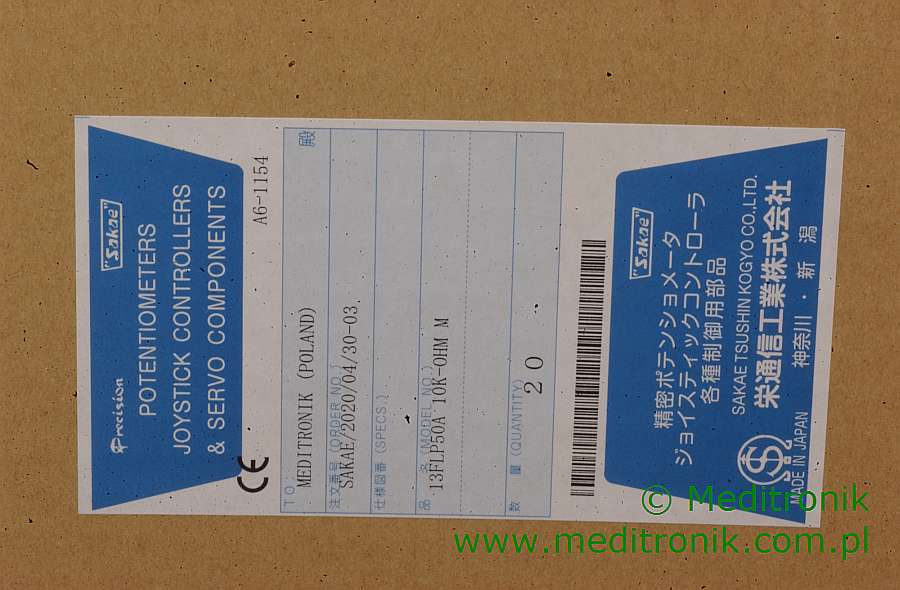 "Sakae"
Precision
POTENTIOMETERS
JOYSTICK CONTROLLERS
& SERVO COMPONENTS
CE
A6-1154
TO: 殿
MEDITRONIK (POLAND)
注文番号 (ORDER NO.)
SAKAE/2020/04/30-03
仕様図番 (SPECS.)
品 名 (MODEL NO.)
13FLP50A 10K-OHM M
数 量 (QUANTITY)
20
"Sakae"
精密ポテンショメータ
ジョイスティックコントローラ
各種制御用部品
SAKAE TSUSHIN KOGYO CO.,LTD.
栄通信工業株式会社
神奈川・新潟
MADE IN JAPAN
© Meditronik
www.meditronik.com.pl